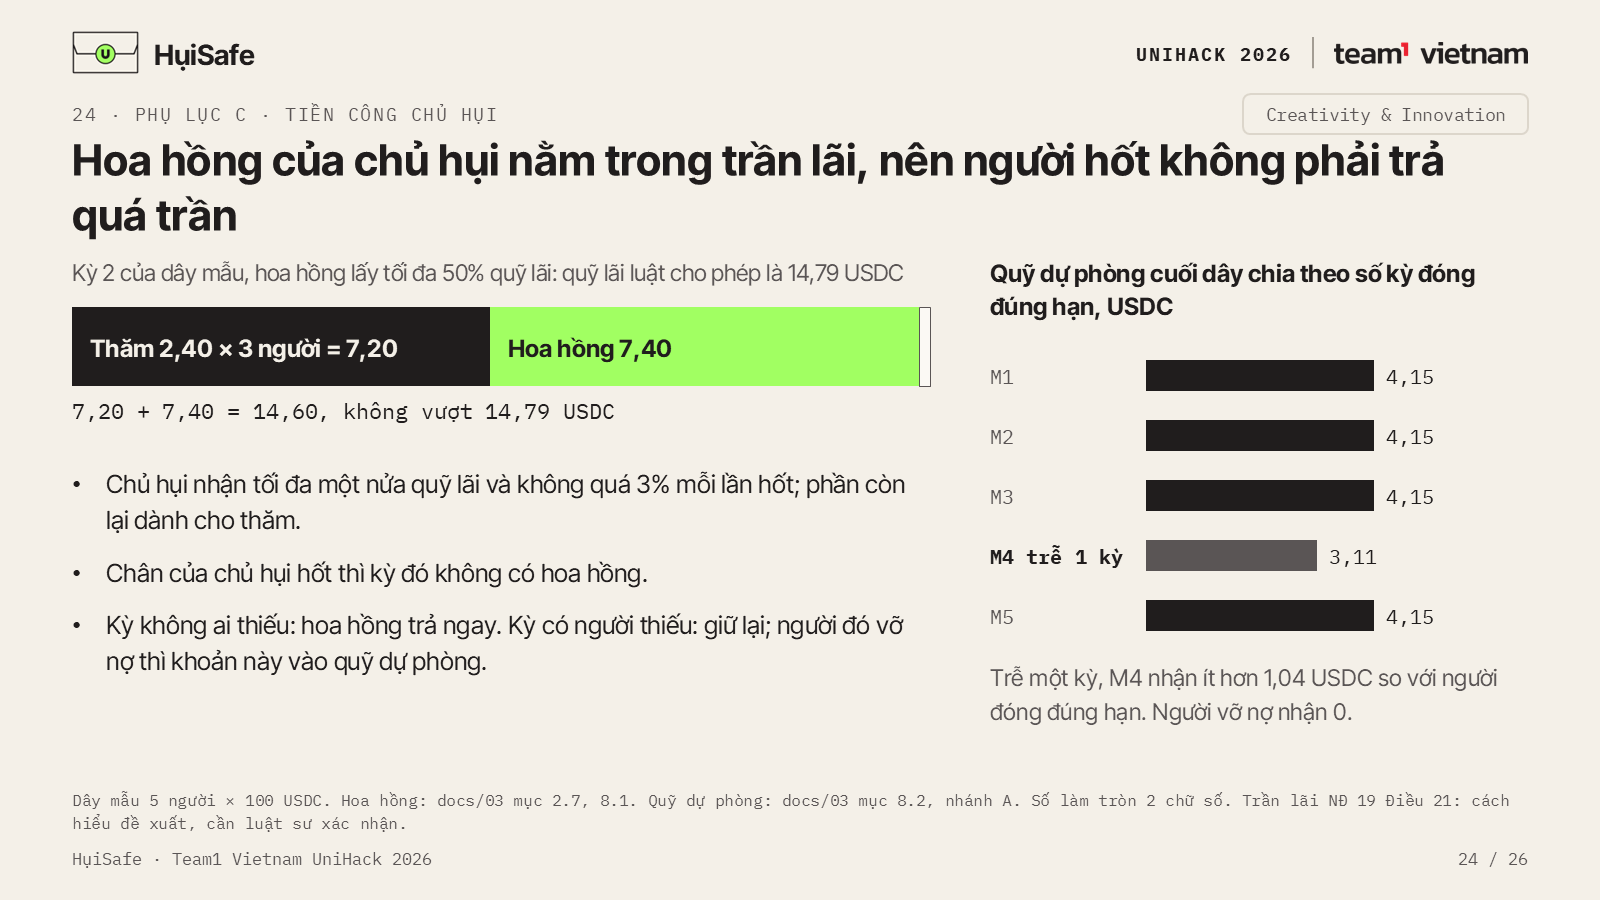 HụiSafe
UNIHACK 2026
team1 vietnam
24 · PHỤ LỤC C · TIỀN CÔNG CHỦ HỤI
Creativity & Innovation
Hoa hồng của chủ hụi nằm trong trần lãi, nên người hốt không phải trả
quá trần
Kỳ 2 của dây mẫu, hoa hồng lấy tối đa 50% quỹ lãi: quỹ lãi luật cho phép là 14,79 USDC
Thăm 2,40 × 3 người = 7,20
Hoa hồng 7,40
7,20 + 7,40 = 14,60, không vượt 14,79 USDC
• Chủ hụi nhận tối đa một nửa quỹ lãi và không quá 3% mỗi lần hốt; phần còn
lại dành cho thăm.
• Chân của chủ hụi hốt thì kỳ đó không có hoa hồng.
• Kỳ không ai thiếu: hoa hồng trả ngay. Kỳ có người thiếu: giữ lại; người đó vỡ
nợ thì khoản này vào quỹ dự phòng.
Quỹ dự phòng cuối dây chia theo số kỳ đóng
đúng hạn, USDC
M1 4,15
M2 4,15
M3 4,15
M4 trễ 1 kỳ 3,11
M5 4,15
Trễ một kỳ, M4 nhận ít hơn 1,04 USDC so với người
đóng đúng hạn. Người vỡ nợ nhận 0.
Dây mẫu 5 người × 100 USDC. Hoa hồng: docs/03 mục 2.7, 8.1. Quỹ dự phòng: docs/03 mục 8.2, nhánh A. Số làm tròn 2 chữ số. Trần lãi NĐ 19 Điều 21: cách
hiểu đề xuất, cần luật sư xác nhận.
HụiSafe · Team1 Vietnam UniHack 2026
24 / 26